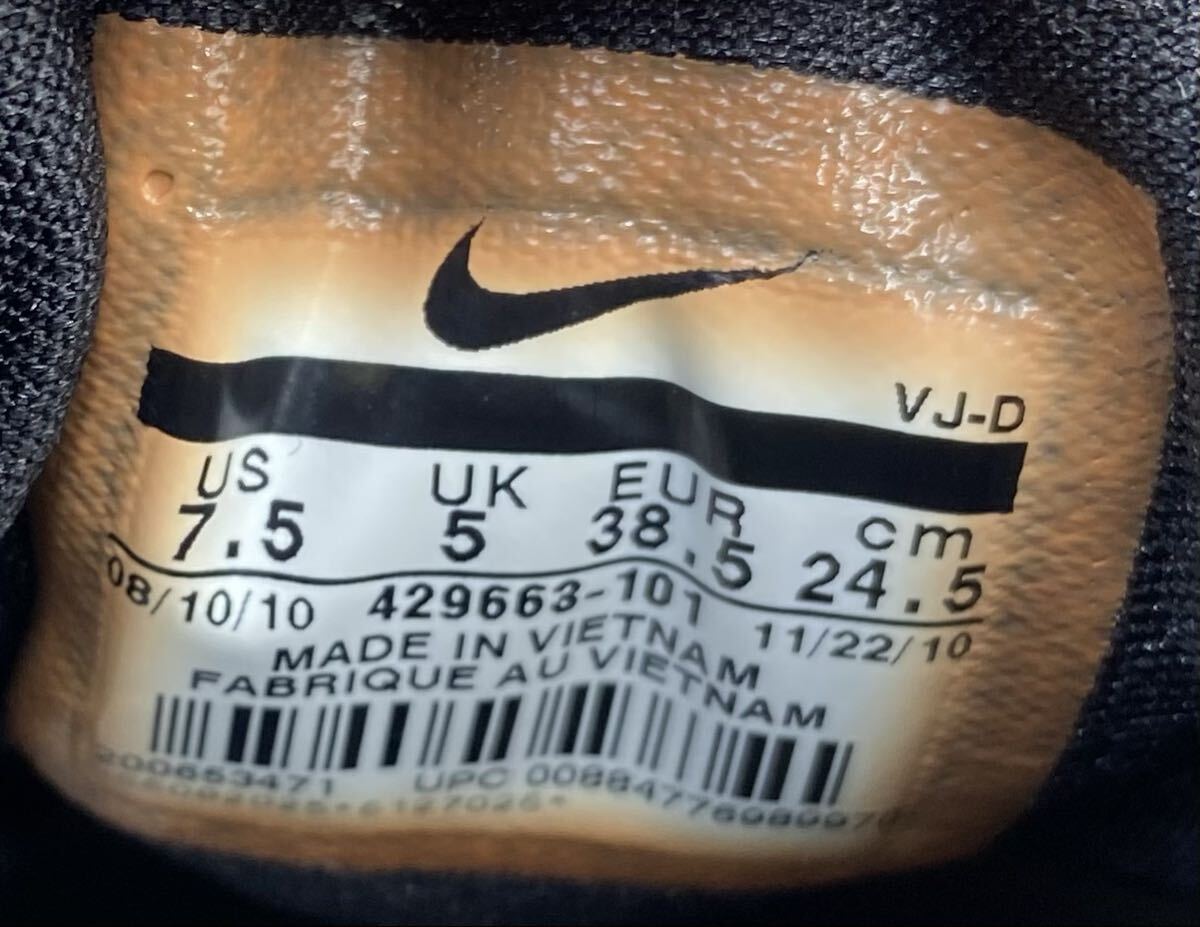 VJ-D
US UK EUR cm
7.5 5 38.5 24.5
08/10/10 429663-101 11/22/10
MADE IN VIETNAM
FABRIQUE AU VIETNAM
UPC